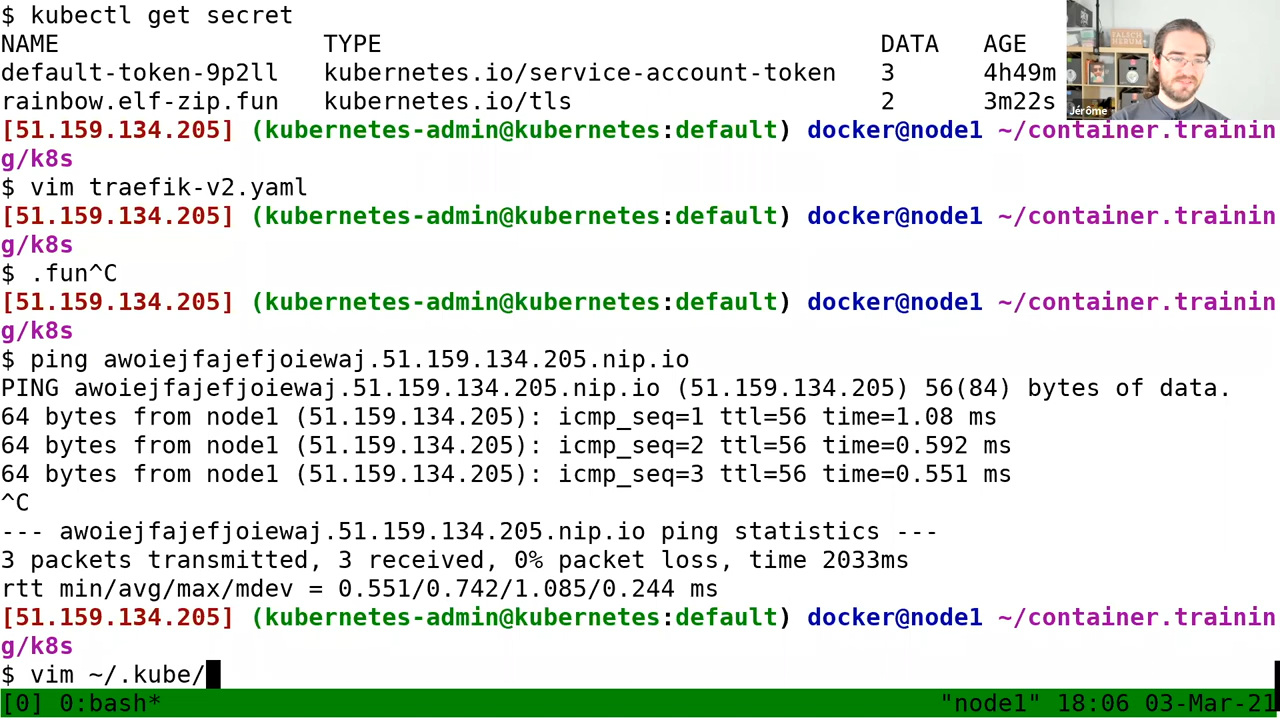 $ kubectl get secret
NAME TYPE DATA AGE
default-token-9p2ll kubernetes.io/service-account-token 3 4h49m
rainbow.elf-zip.fun kubernetes.io/tls 2 3m22s
Jérôme
[51.159.134.205] (kubernetes-admin@kubernetes:default) docker@node1 ~/container.trainin
g/k8s
$ vim traefik-v2.yaml
[51.159.134.205] (kubernetes-admin@kubernetes:default) docker@node1 ~/container.trainin
g/k8s
$ .fun^C
[51.159.134.205] (kubernetes-admin@kubernetes:default) docker@node1 ~/container.trainin
g/k8s
$ ping awoiejfajefjoiewaj.51.159.134.205.nip.io
PING awoiejfajefjoiewaj.51.159.134.205.nip.io (51.159.134.205) 56(84) bytes of data.
64 bytes from node1 (51.159.134.205): icmp_seq=1 ttl=56 time=1.08 ms
64 bytes from node1 (51.159.134.205): icmp_seq=2 ttl=56 time=0.592 ms
64 bytes from node1 (51.159.134.205): icmp_seq=3 ttl=56 time=0.551 ms
^C
--- awoiejfajefjoiewaj.51.159.134.205.nip.io ping statistics ---
3 packets transmitted, 3 received, 0% packet loss, time 2033ms
rtt min/avg/max/mdev = 0.551/0.742/1.085/0.244 ms
[51.159.134.205] (kubernetes-admin@kubernetes:default) docker@node1 ~/container.trainin
g/k8s
$ vim ~/.kube/
[0] 0:bash* "node1" 18:06 03-Mar-21